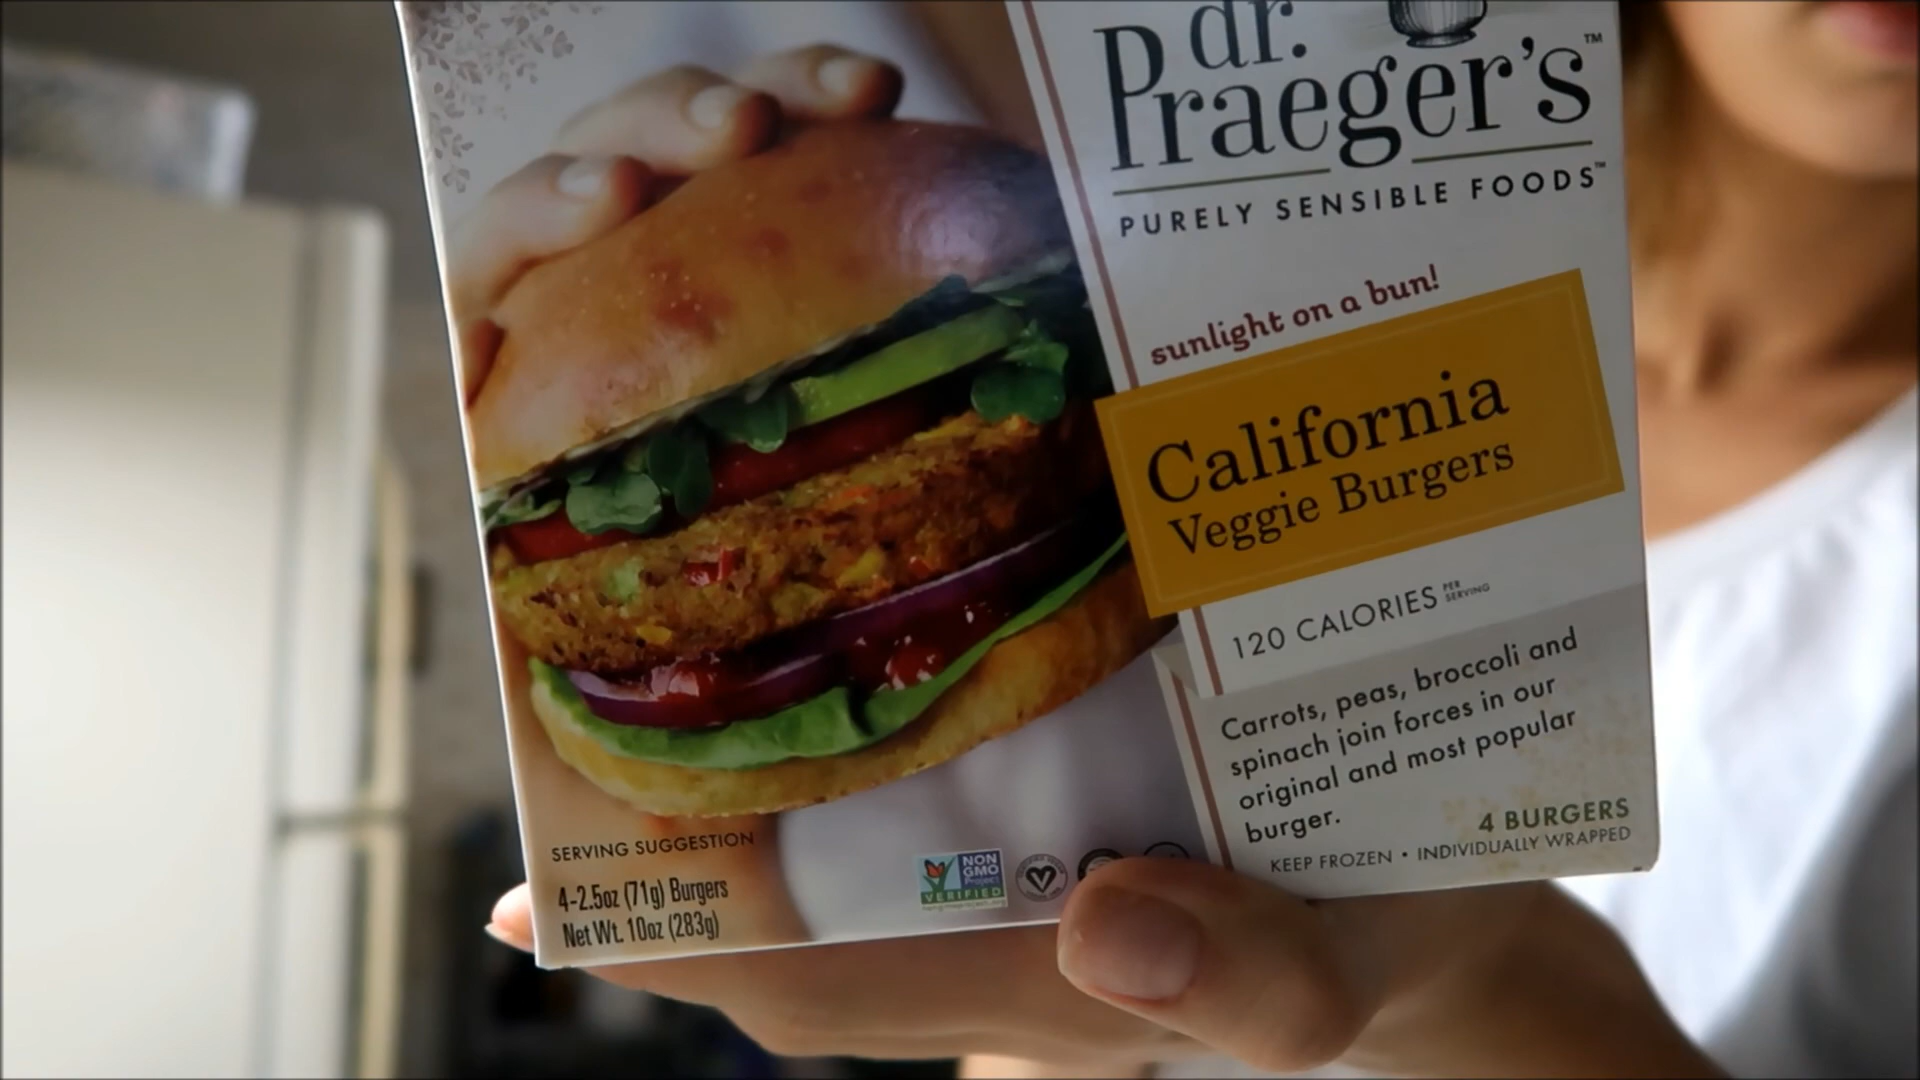 dr.
Praeger's™
PURELY SENSIBLE FOODS™
sunlight on a bun!
California
Veggie Burgers
120 CALORIES PER SERVING
Carrots, peas, broccoli and
spinach join forces in our
original and most popular
burger.
4 BURGERS
KEEP FROZEN • INDIVIDUALLY WRAPPED
SERVING SUGGESTION
4-2.5oz (71g) Burgers
Net Wt. 10oz (283g)
NON
GMO
Project
VERIFIED